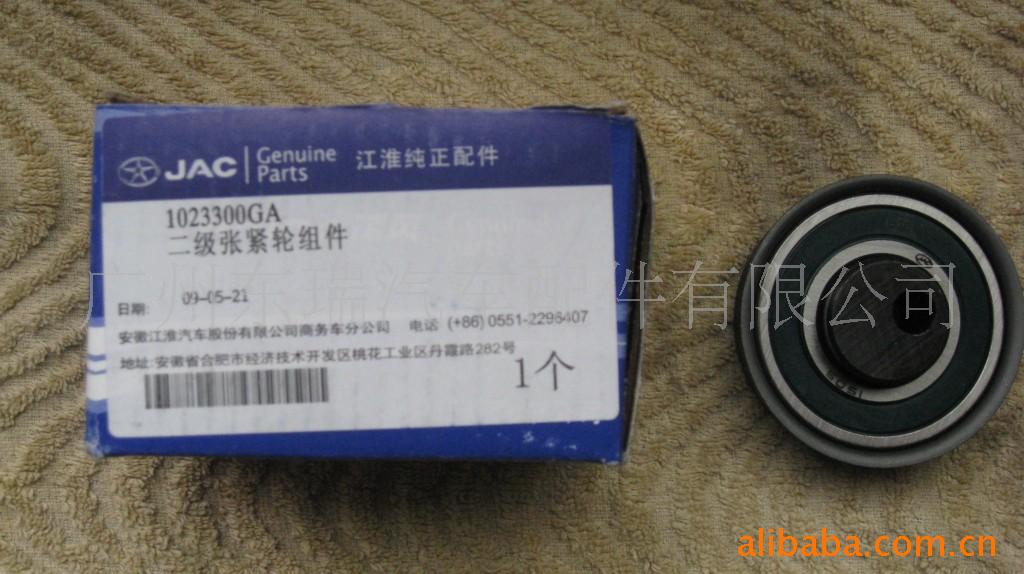 JAC
Genuine
Parts
江淮纯正配件
1023300GA
二级张紧轮组件
日期: 09-05-21
安徽江淮汽车股份有限公司商务车分公司 电话 (+86) 0551-2296407
地址:安徽省合肥市经济技术开发区桃花工业区丹霞路282号
1个
广州东瑞汽车配件有限公司
alibaba.com.cn